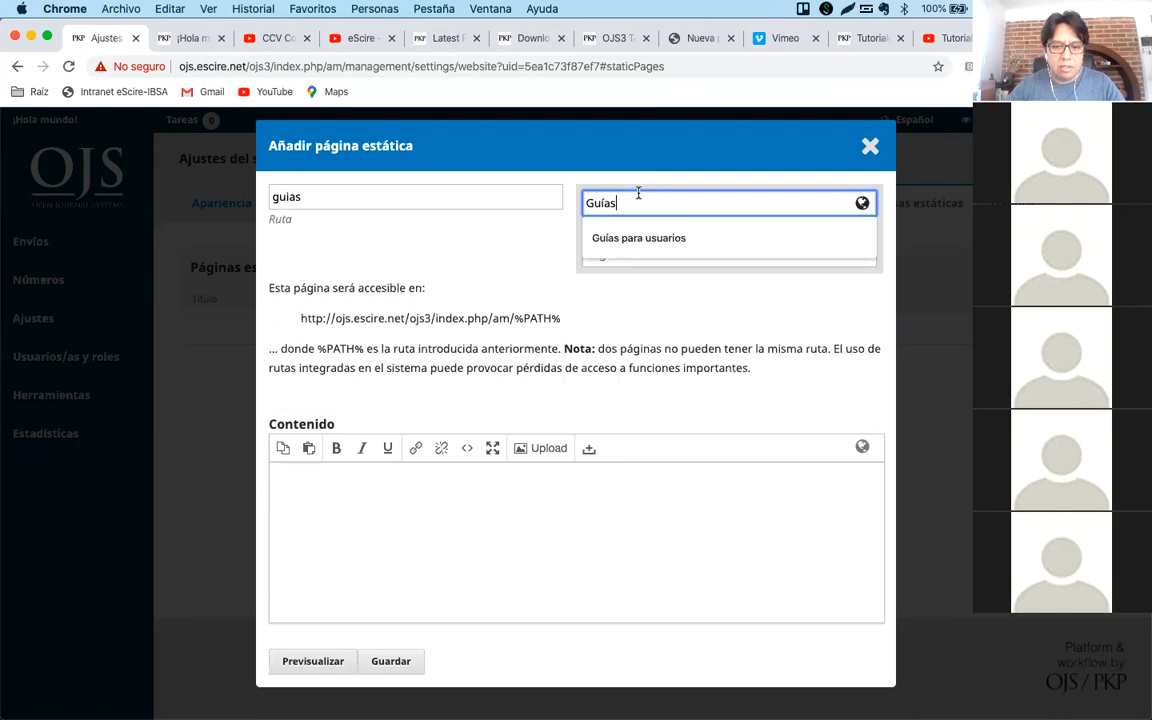 Chrome Archivo Editar Ver Historial Favoritos Personas Pestaña Ventana Ayuda 100%
Ajustes ¡Hola m CCV Co eScire - Latest F Downlo OJS3 T Nueva p Vimeo Tutorial Tutorial
No seguro ojs.escire.net/ojs3/index.php/am/management/settings/website?uid=5ea1c73f87ef7#staticPages
Raíz Intranet eScire-IBSA Gmail YouTube Maps
¡Hola mundo! Tareas 0 Español
OJS
OPEN JOURNAL SYSTEMS
Envíos
Números
Ajustes
Usuarios/as y roles
Herramientas
Estadísticas
Ajustes del s
Apariencia
nas estáticas
Páginas es
Título
Añadir página estática
guias
Ruta
Guías
Guías para usuarios
Esta página será accesible en:
http://ojs.escire.net/ojs3/index.php/am/%PATH%
... donde %PATH% es la ruta introducida anteriormente. Nota: dos páginas no pueden tener la misma ruta. El uso de
rutas integradas en el sistema puede provocar pérdidas de acceso a funciones importantes.
Contenido
B I U <> Upload
Previsualizar Guardar
Platform &
workflow by
OJS / PKP